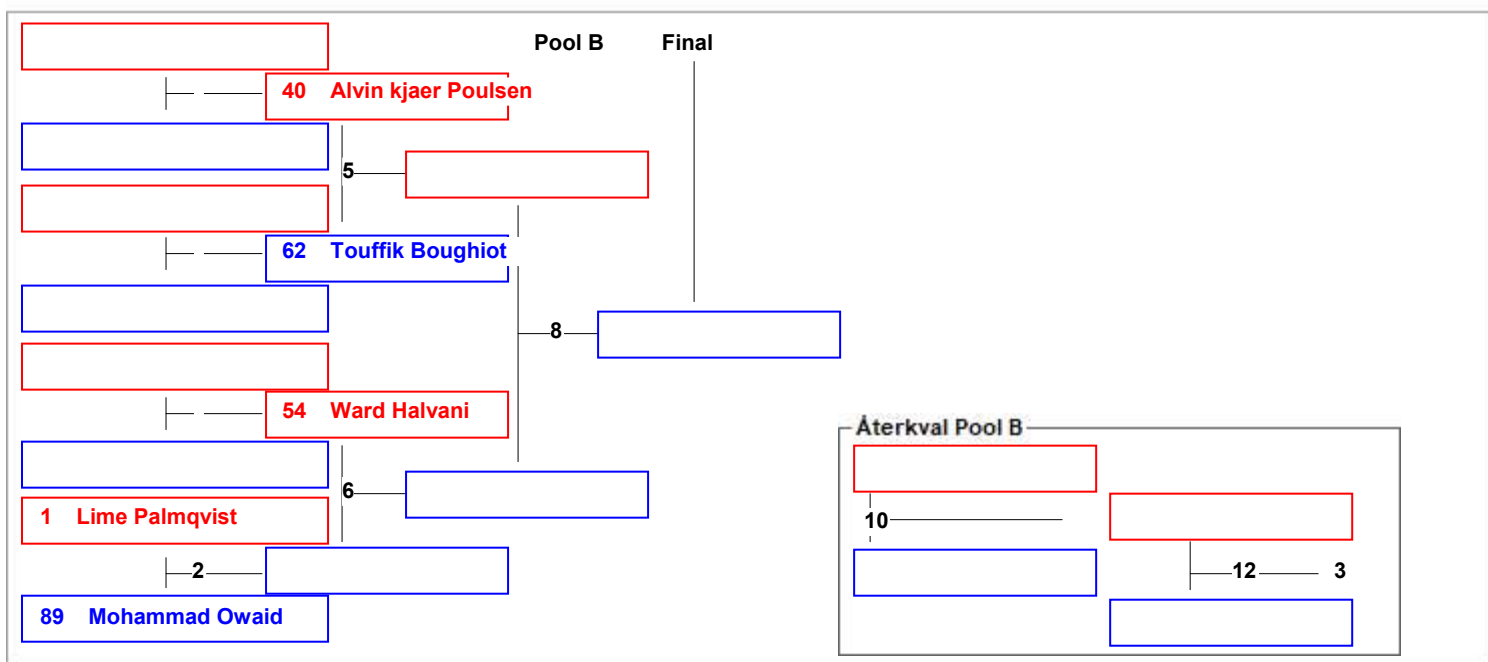 Pool B Final
40 Alvin kjaer Poulsen
5
62 Touffik Boughiot
8
54 Ward Halvani
6
1 Lime Palmqvist
2
89 Mohammad Owaid
Återkval Pool B
10
12 3